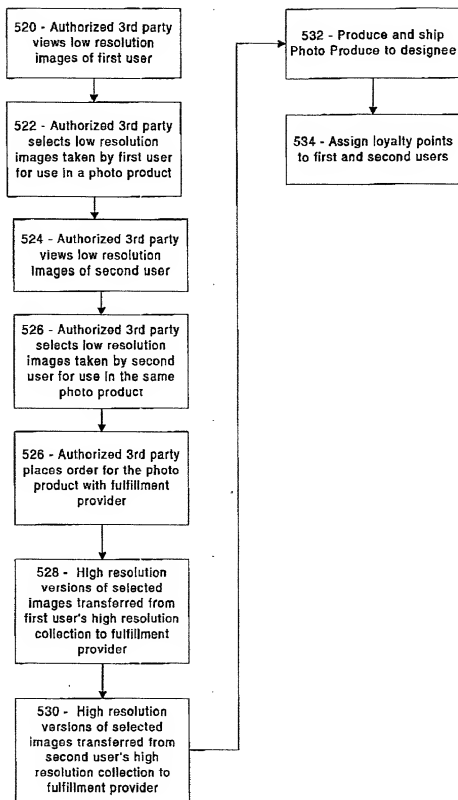 520 - Authorized 3rd party
views low resolution
images of first user
522 - Authorized 3rd party
selects low resolution
images taken by first user
for use in a photo product
524 - Authorized 3rd party
views low resolution
images of second user
526 - Authorized 3rd party
selects low resolution
images taken by second
user for use in the same
photo product
526 - Authorized 3rd party
places order for the photo
product with fulfillment
provider
528 - High resolution
versions of selected
images transferred from
first user's high resolution
collection to fulfillment
provider
530 - High resolution
versions of selected
images transferred from
second user's high
resolution collection to
fulfillment provider
532 - Produce and ship
Photo Produce to designee
534 - Assign loyalty points
to first and second users